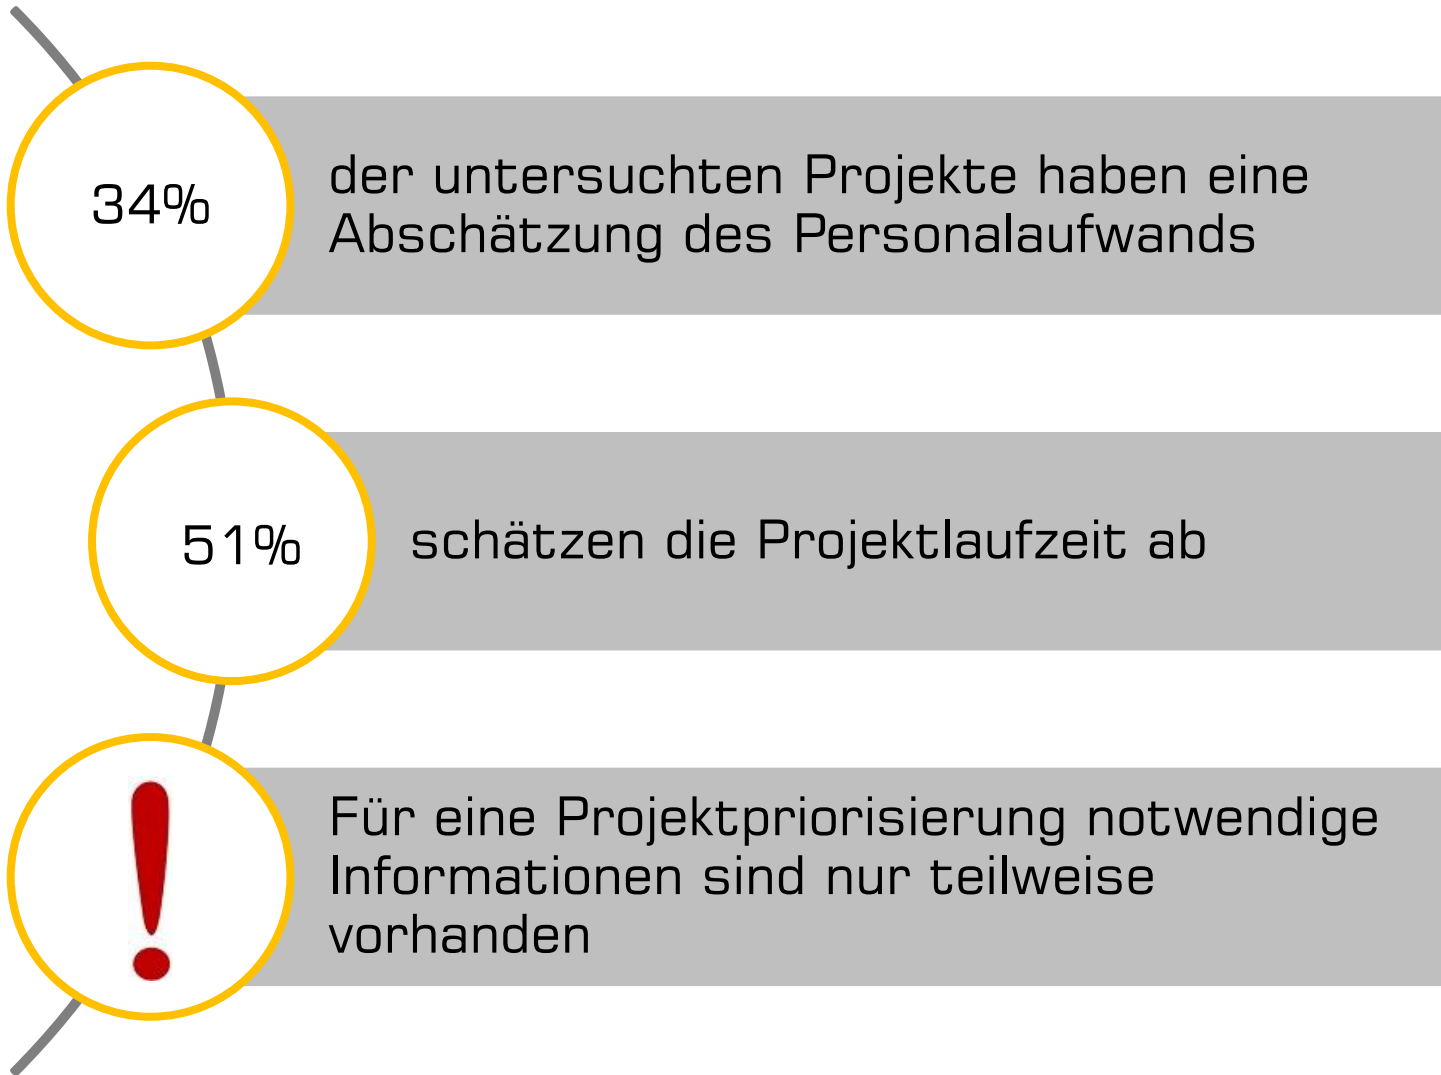 34%
der untersuchten Projekte haben eine
Abschätzung des Personalaufwands
51%
schätzen die Projektlaufzeit ab
Für eine Projektpriorisierung notwendige
Informationen sind nur teilweise
vorhanden